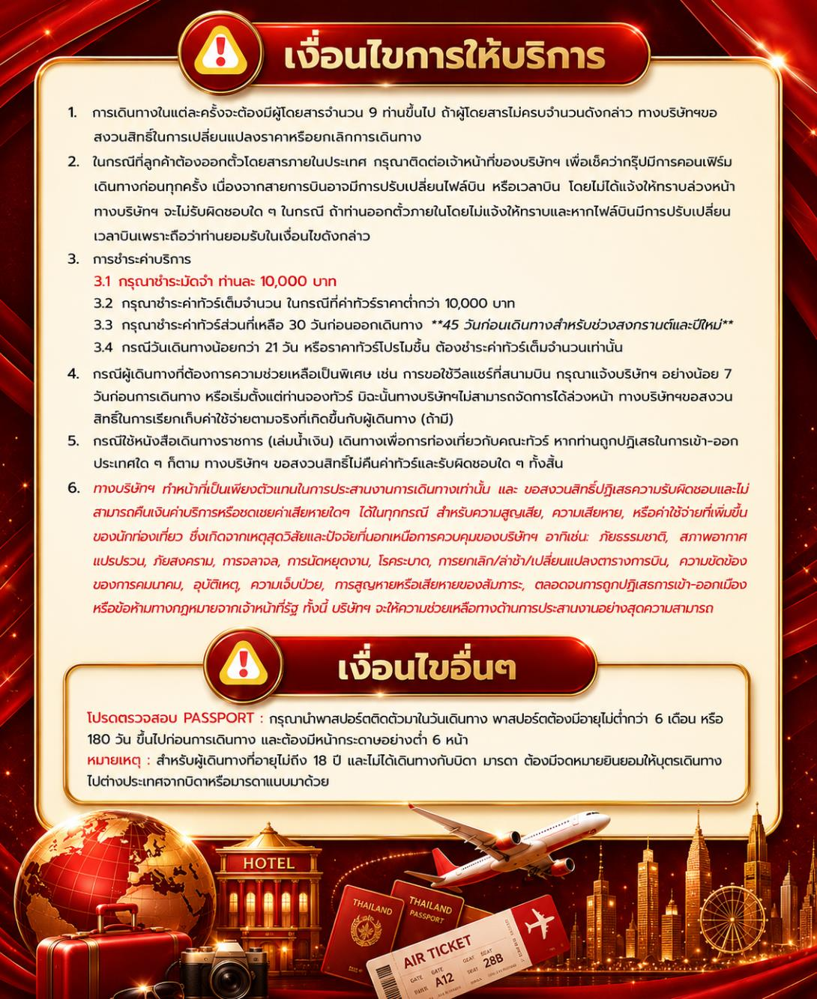 เงื่อนไขการให้บริการ
1. การเดินทางในแต่ละครั้งจะต้องมีผู้โดยสารจำนวน 9 ท่านขึ้นไป ถ้าผู้โดยสารไม่ครบจำนวนดังกล่าว ทางบริษัทฯขอ
สงวนสิทธิ์ในการเปลี่ยนแปลงราคาหรือยกเลิกการเดินทาง
2. ในกรณีที่ลูกค้าต้องออกตั๋วโดยสารภายในประเทศ กรุณาติดต่อเจ้าหน้าที่ของบริษัทฯ เพื่อเช็คว่ากรุ๊ปมีการคอนเฟิร์ม
เดินทางก่อนทุกครั้ง เนื่องจากสายการบินอาจมีการปรับเปลี่ยนไฟล์บิน หรือเวลาบิน โดยไม่ได้แจ้งให้ทราบล่วงหน้า
ทางบริษัทฯ จะไม่รับผิดชอบใด ๆ ในกรณี ถ้าท่านออกตั๋วภายในโดยไม่แจ้งให้ทราบและหากไฟล์บินมีการปรับเปลี่ยน
เวลาบินเพราะถือว่าท่านยอมรับในเงื่อนไขดังกล่าว
3. การชำระค่าบริการ
3.1 กรุณาชำระมัดจำ ท่านละ 10,000 บาท
3.2 กรุณาชำระค่าทัวร์เต็มจำนวน ในกรณีที่ค่าทัวร์ราคาต่ำกว่า 10,000 บาท
3.3 กรุณาชำระค่าทัวร์ส่วนที่เหลือ 30 วันก่อนออกเดินทาง **45 วันก่อนเดินทางสำหรับช่วงสงกรานต์และปีใหม่**
3.4 กรณีวันเดินทางน้อยกว่า 21 วัน หรือราคาทัวร์โปรไมชั่น ต้องชำระค่าทัวร์เต็มจำนวนเท่านั้น
4. กรณีผู้เดินทางที่ต้องการความช่วยเหลือเป็นพิเศษ เช่น การขอใช้วีลแชร์ที่สนามบิน กรุณาแจ้งบริษัทฯ อย่างน้อย 7
วันก่อนการเดินทาง หรือเริ่มตั้งแต่ท่านจองทัวร์ มิฉะนั้นทางบริษัทฯไม่สามารถจัดการได้ล่วงหน้า ทางบริษัทฯขอสงวน
สิทธิ์ในการเรียกเก็บค่าใช้จ่ายตามจริงที่เกิดขึ้นกับผู้เดินทาง (ถ้ามี)
5. กรณีใช้หนังสือเดินทางราชการ (เล่มน้ำเงิน) เดินทางเพื่อการท่องเที่ยวกับคณะทัวร์ หากท่านถูกปฏิเสธในการเข้า-ออก
ประเทศใด ๆ ก็ตาม ทางบริษัทฯ ขอสงวนสิทธิ์ไม่คืนค่าทัวร์และรับผิดชอบใด ๆ ทั้งสิ้น
6. ทางบริษัทฯ ทำหน้าที่เป็นเพียงตัวแทนในการประสานงานการเดินทางเท่านั้น และ ขอสงวนสิทธิ์ปฏิเสธความรับผิดชอบและไม่
สามารถคืนเงินค่าบริการหรือชดเชยค่าเสียหายใดๆ ได้ในทุกกรณี สำหรับความสูญเสีย, ความเสียหาย, หรือค่าใช้จ่ายที่เพิ่มขึ้น
ของนักท่องเที่ยว ซึ่งเกิดจากเหตุสุดวิสัยและปัจจัยที่นอกเหนือการควบคุมของบริษัทฯ อาทิเช่น: ภัยธรรมชาติ, สภาพอากาศ
แปรปรวน, ภัยสงคราม, การจลาจล, การนัดหยุดงาน, โรคระบาด, การยกเลิก/ล่าช้า/เปลี่ยนแปลงตารางการบิน, ความขัดข้อง
ของการคมนาคม, อุบัติเหตุ, ความเจ็บป่วย, การสูญหายหรือเสียหายของสัมภาระ, ตลอดจนการถูกปฏิเสธการเข้า-ออกเมือง
หรือข้อห้ามทางกฎหมายจากเจ้าหน้าที่รัฐ ทั้งนี้ บริษัทฯ จะให้ความช่วยเหลือทางด้านการประสานงานอย่างสุดความสามารถ
เงื่อนไขอื่นๆ
โปรดตรวจสอบ PASSPORT : กรุณานำพาสปอร์ตติดตัวมาในวันเดินทาง พาสปอร์ตต้องมีอายุไม่ต่ำกว่า 6 เดือน หรือ
180 วัน ขึ้นไปก่อนการเดินทาง และต้องมีหน้ากระดาษอย่างต่ำ 6 หน้า
หมายเหตุ : สำหรับผู้เดินทางที่อายุไม่ถึง 18 ปี และไม่ได้เดินทางกับบิดา มารดา ต้องมีจดหมายยินยอมให้บุตรเดินทาง
ไปต่างประเทศจากบิดาหรือมารดาแนบมาด้วย
HOTEL
THAILAND
THAILAND
PASSPORT
AIR TICKET
GATE
A12
28B